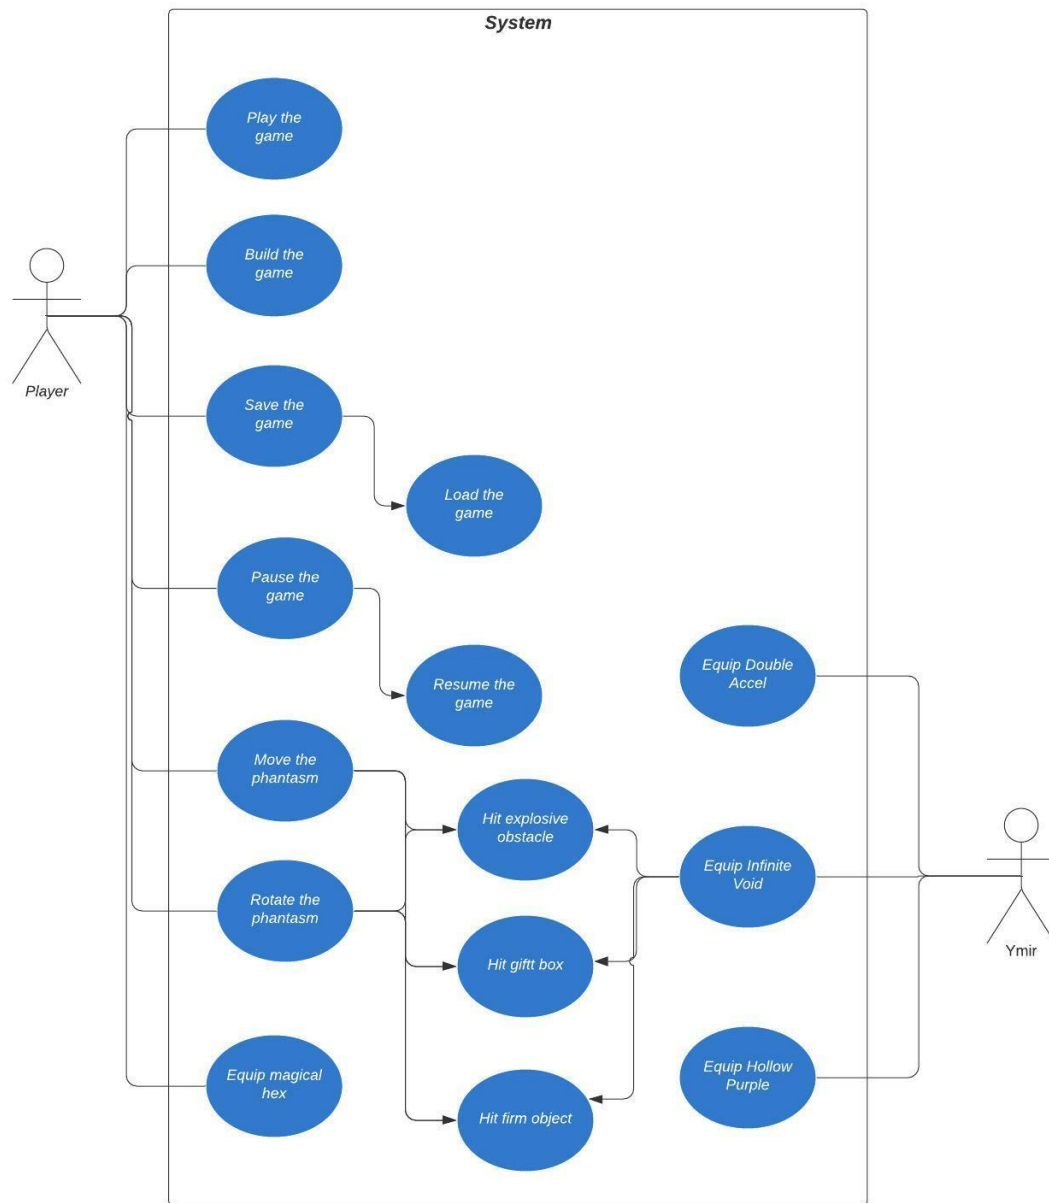 System
Play the
game
Build the
game
Player
Save the
game
Load the
game
Pause the
game
Resume the
game
Equip Double
Accel
Move the
phantasm
Hit explosive
obstacle
Equip Infinite
Void
Rotate the
phantasm
Ymir
Hit giftt box
Equip magical
hex
Equip Hollow
Purple
Hit firm object